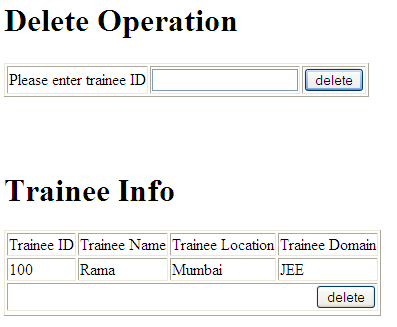 Delete Operation
Please enter trainee ID delete
Trainee Info
Trainee ID Trainee Name Trainee Location Trainee Domain
100 Rama Mumbai JEE
delete